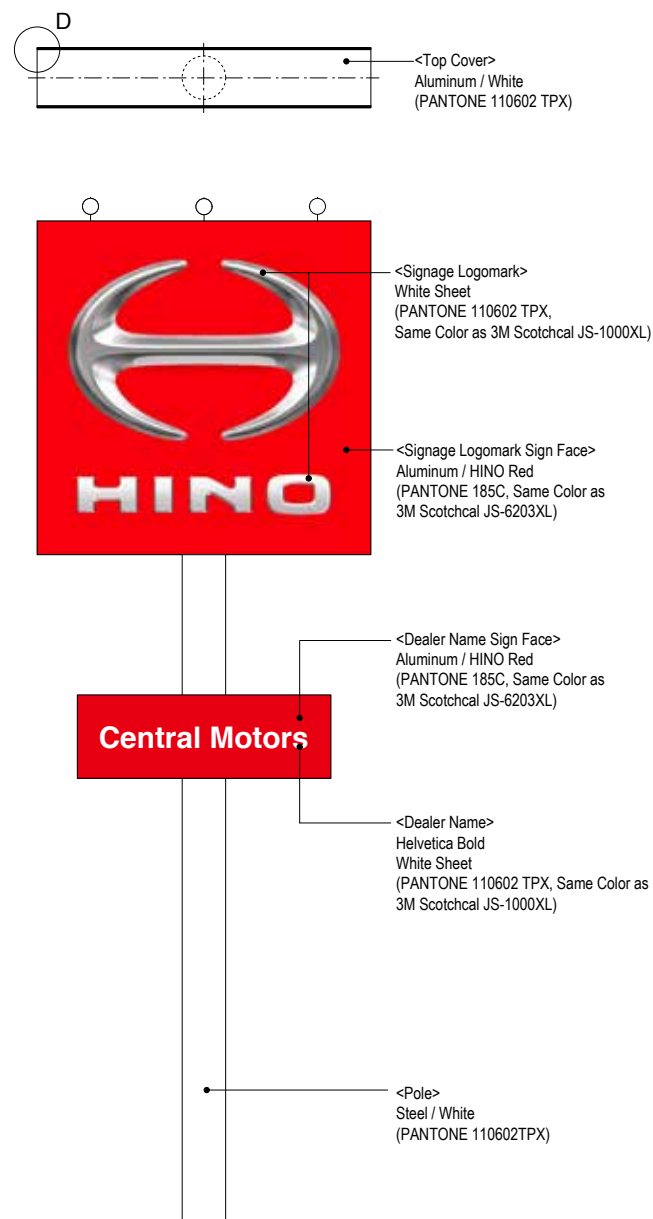 D
<Top Cover>
Aluminum / White
(PANTONE 110602 TPX)
<Signage Logomark>
White Sheet
(PANTONE 110602 TPX,
Same Color as 3M Scotchcal JS-1000XL)
<Signage Logomark Sign Face>
Aluminum / HINO Red
(PANTONE 185C, Same Color as
3M Scotchcal JS-6203XL)
HINO
<Dealer Name Sign Face>
Aluminum / HINO Red
(PANTONE 185C, Same Color as
3M Scotchcal JS-6203XL)
Central Motors
<Dealer Name>
Helvetica Bold
White Sheet
(PANTONE 110602 TPX, Same Color as
3M Scotchcal JS-1000XL)
<Pole>
Steel / White
(PANTONE 110602TPX)